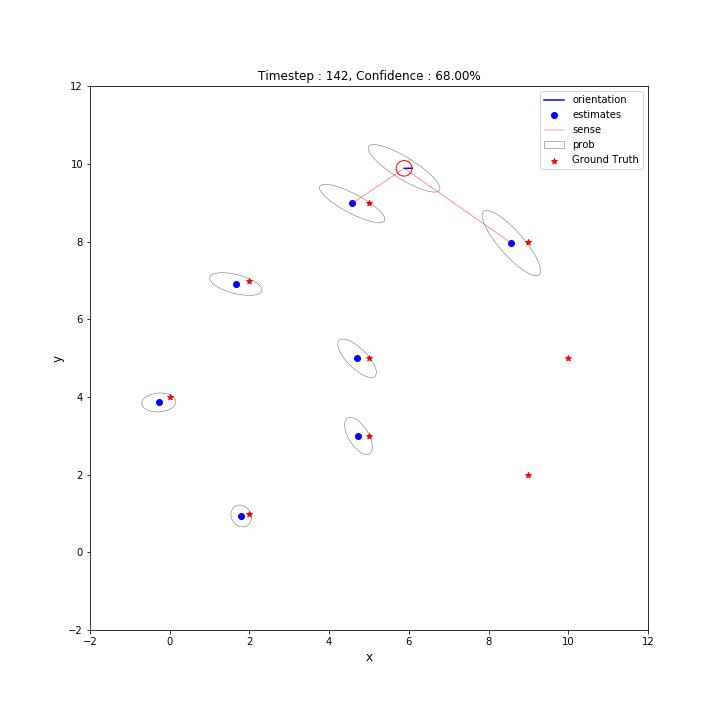 Timestep : 142, Confidence : 68.00%
12
10
8
6
4
2
0
−2
y
−2
0
2
4
6
8
10
12
x
orientation
estimates
sense
prob
Ground Truth